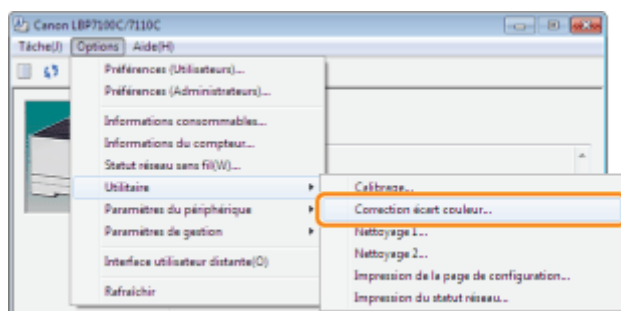 Canon LBP7100C/7110C
Tâche(J) Options Aide(H)
Préférences (Utilisateurs)...
Préférences (Administrateurs)...
Informations consommables...
Informations du compteur...
Statut réseau sans fil(W)...
Utilitaire
Paramètres du périphérique
Paramètres de gestion
Interface utilisateur distante(O)
Rafraîchir
Calibrage...
Correction écart couleur...
Nettoyage 1...
Nettoyage 2...
Impression de la page de configuration...
Impression du statut réseau...